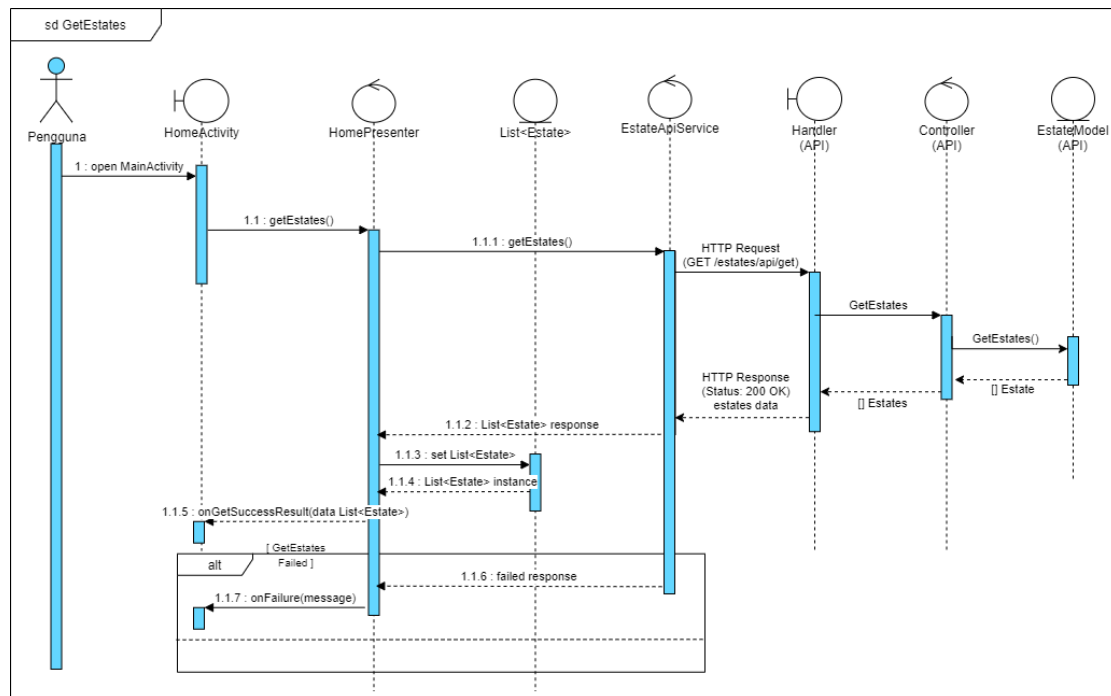 sd GetEstates
Pengguna
HomeActivity
HomePresenter
List<Estate>
EstateApiService
Handler
(API)
Controller
(API)
EstateModel
(API)
1 : open MainActivity
1.1 : getEstates()
1.1.1 : getEstates()
HTTP Request
(GET /estates/api/get)
GetEstates
GetEstates()
[] Estate
[] Estates
HTTP Response
(Status: 200 OK)
estates data
1.1.2 : List<Estate> response
1.1.3 : set List<Estate>
1.1.4 : List<Estate> instance
1.1.5 : onGetSuccessResult(data List<Estate>)
alt
[ GetEstates
Failed ]
1.1.6 : failed response
1.1.7 : onFailure(message)